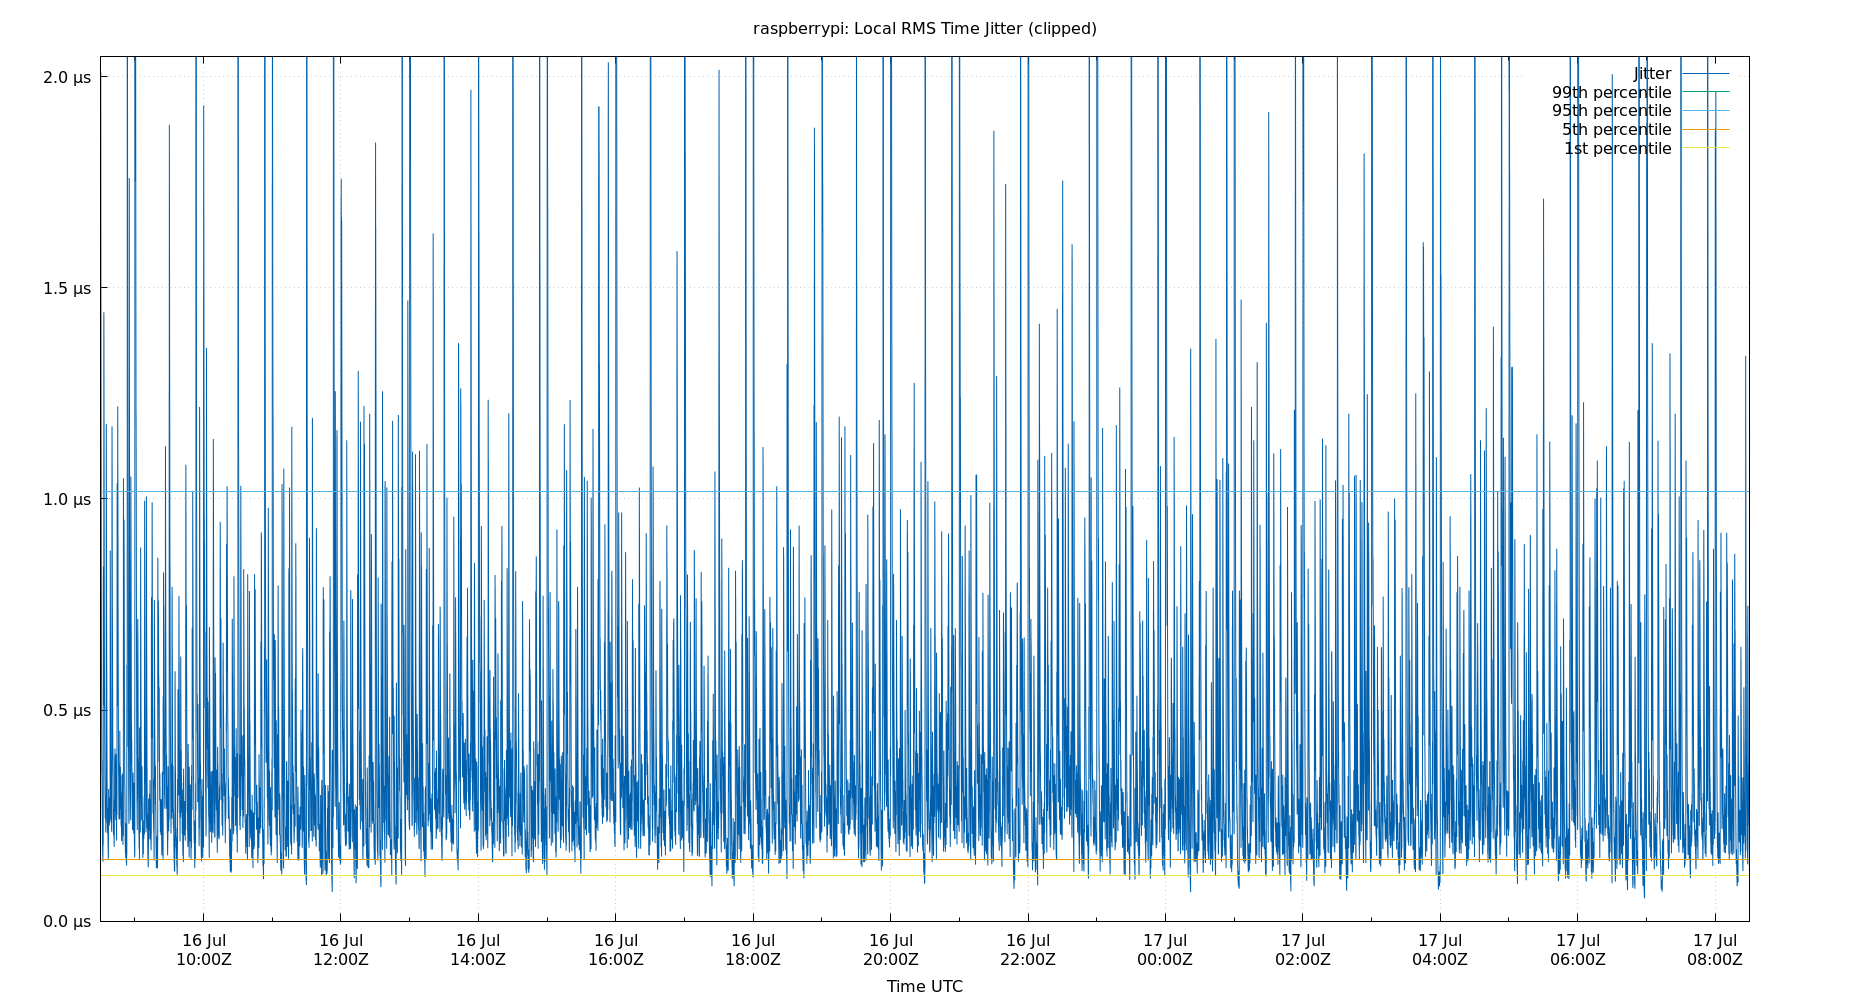 raspberrypi: Local RMS Time Jitter (clipped)
2.0 µs
1.5 µs
1.0 µs
0.5 µs
0.0 µs
Jitter
99th percentile
95th percentile
5th percentile
1st percentile
16 Jul 16 Jul 16 Jul 16 Jul 16 Jul 16 Jul 16 Jul 17 Jul 17 Jul 17 Jul 17 Jul 17 Jul
10:00Z 12:00Z 14:00Z 16:00Z 18:00Z 20:00Z 22:00Z 00:00Z 02:00Z 04:00Z 06:00Z 08:00Z
Time UTC